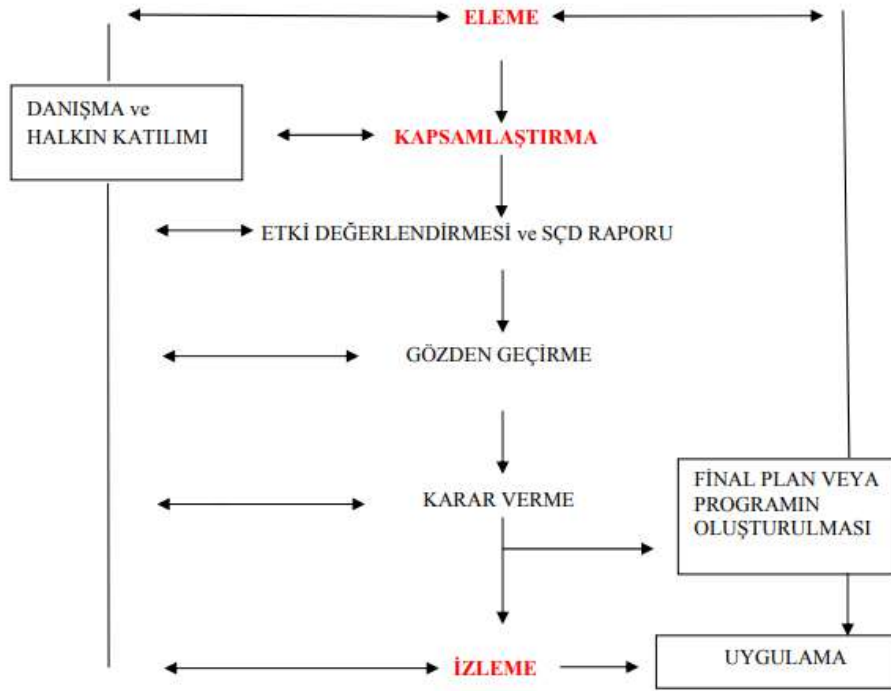 ELEME
DANIŞMA ve
HALKIN KATILIMI
KAPSAMLAŞTIRMA
ETKİ DEĞERLENDİRMESİ ve SÇD RAPORU
GÖZDEN GEÇİRME
KARAR VERME
FİNAL PLAN VEYA
PROGRAMIN
OLUŞTURULMASI
İZLEME
UYGULAMA